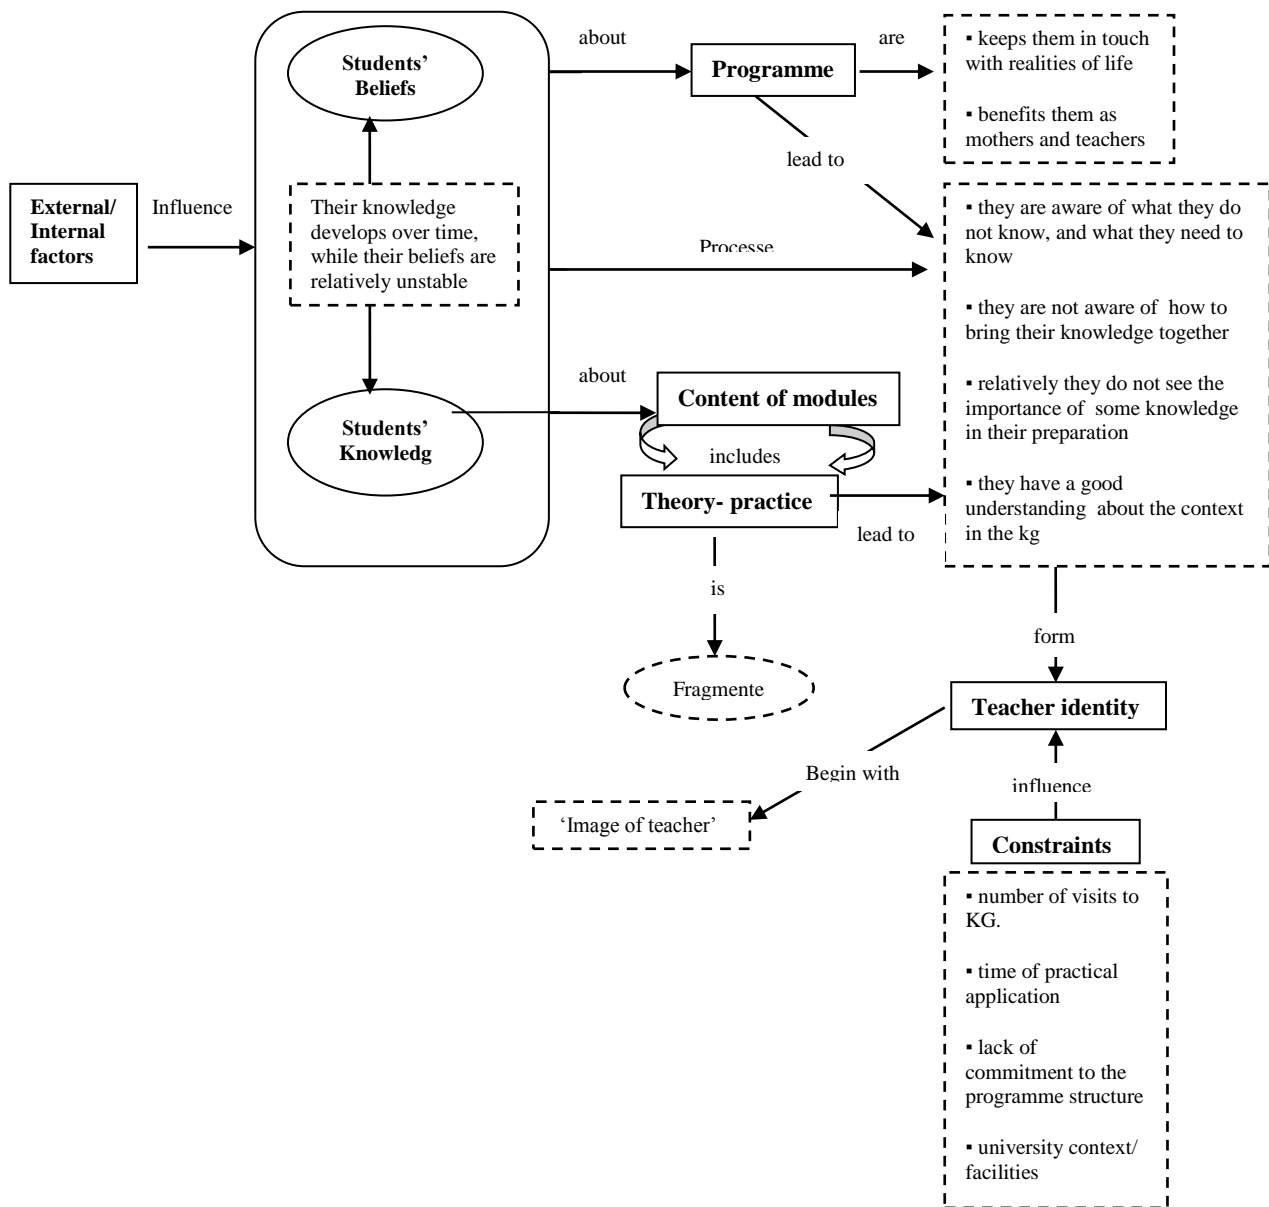 about
are
Students’
Beliefs
Programme
▪ keeps them in touch
with realities of life
▪ benefits them as
mothers and teachers
lead to
External/
Internal
factors
Influence
Their knowledge
develops over time,
while their beliefs are
relatively unstable
Processe
▪ they are aware of what they do
not know, and what they need to
know
▪ they are not aware of how to
bring their knowledge together
▪ relatively they do not see the
importance of some knowledge
in their preparation
▪ they have a good
understanding about the context
in the kg
about
Content of modules
Students’
Knowledg
includes
Theory- practice
lead to
is
Fragmente
form
Teacher identity
Begin with
‘Image of teacher’
influence
Constraints
▪ number of visits to
KG.
▪ time of practical
application
▪ lack of
commitment to the
programme structure
▪ university context/
facilities